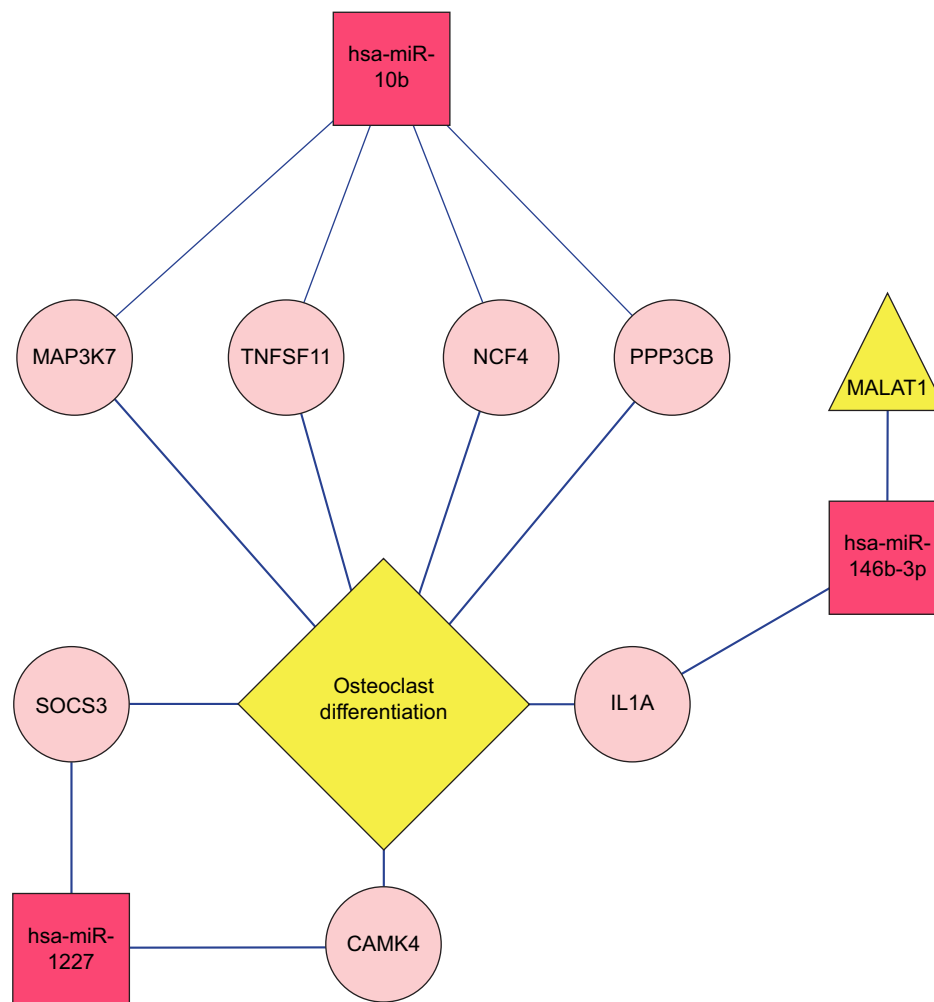 hsa-miR-
10b
MAP3K7
TNFSF11
NCF4
PPP3CB
MALAT1
hsa-miR-
146b-3p
Osteoclast
differentiation
SOCS3
IL1A
hsa-miR-
1227
CAMK4